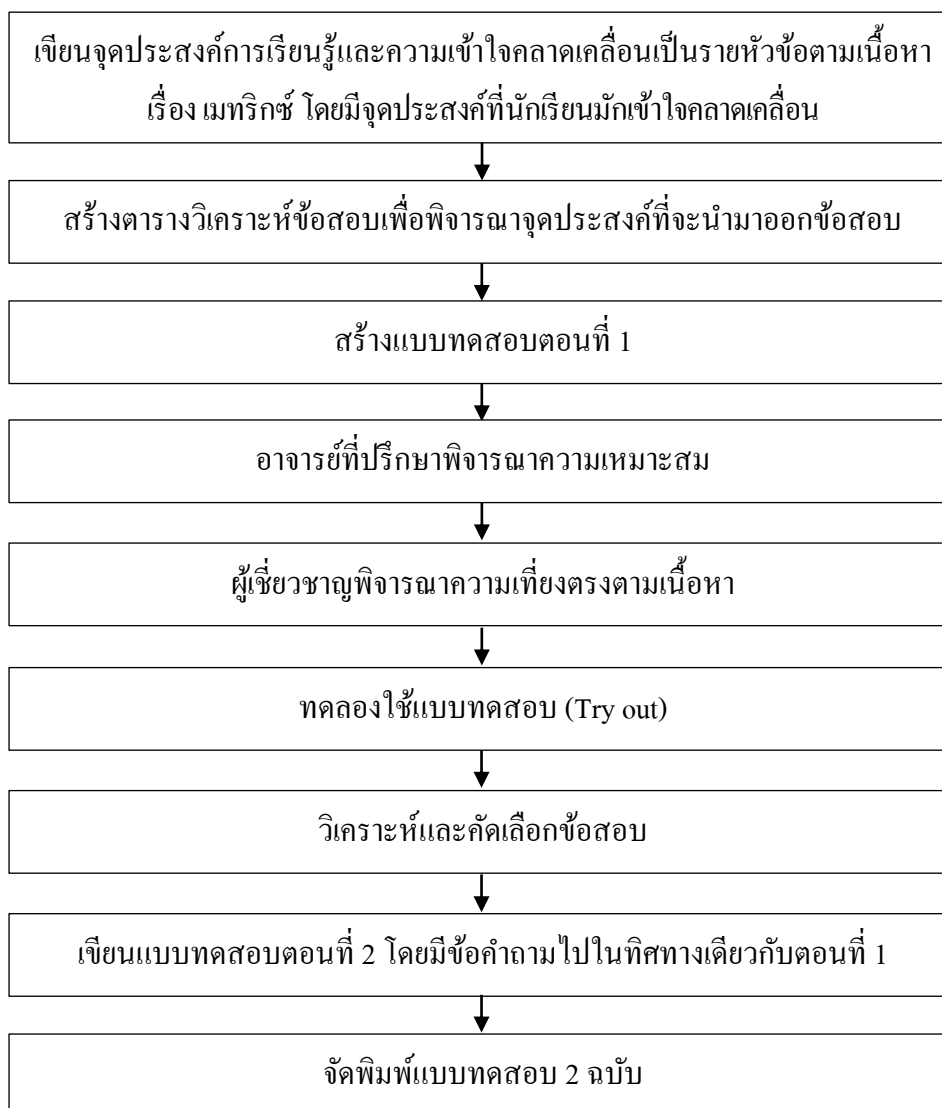 เขียนจุดประสงค์การเรียนรู้และความเข้าใจคลาดเคลื่อนเป็นรายหัวข้อตามเนื้อหา
เรื่อง เมทริกซ์ โดยมีจุดประสงค์ที่นักเรียนมักเข้าใจคลาดเคลื่อน
สร้างตารางวิเคราะห์ข้อสอบเพื่อพิจารณาจุดประสงค์ที่จะนำมาออกข้อสอบ
สร้างแบบทดสอบตอนที่ 1
อาจารย์ที่ปรึกษาพิจารณาความเหมาะสม
ผู้เชี่ยวชาญพิจารณาความเที่ยงตรงตามเนื้อหา
ทดลองใช้แบบทดสอบ (Try out)
วิเคราะห์และคัดเลือกข้อสอบ
เขียนแบบทดสอบตอนที่ 2 โดยมีข้อคำถามไปในทิศทางเดียวกับตอนที่ 1
จัดพิมพ์แบบทดสอบ 2 ฉบับ